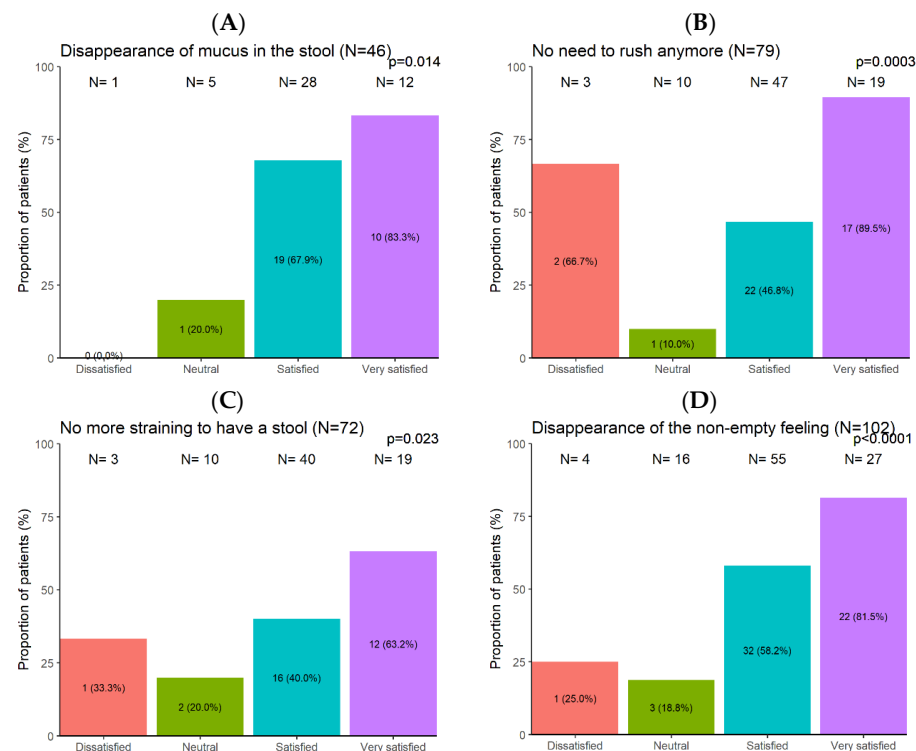 (A)
Disappearance of mucus in the stool (N=46)
p=0.014
N= 1 N= 5 N= 28 N= 12
100
75
50
25
0
Proportion of patients (%)
0 (0.0%)
1 (20.0%)
19 (67.9%)
10 (83.3%)
Dissatisfied Neutral Satisfied Very satisfied
(B)
No need to rush anymore (N=79)
p=0.0003
N= 3 N= 10 N= 47 N= 19
100
75
50
25
0
Proportion of patients (%)
2 (66.7%)
1 (10.0%)
22 (46.8%)
17 (89.5%)
Dissatisfied Neutral Satisfied Very satisfied
(C)
No more straining to have a stool (N=72)
p=0.023
N= 3 N= 10 N= 40 N= 19
100
75
50
25
0
Proportion of patients (%)
1 (33.3%)
2 (20.0%)
16 (40.0%)
12 (63.2%)
Dissatisfied Neutral Satisfied Very satisfied
(D)
Disappearance of the non-empty feeling (N=102)
p<0.0001
N= 4 N= 16 N= 55 N= 27
100
75
50
25
0
Proportion of patients (%)
1 (25.0%)
3 (18.8%)
32 (58.2%)
22 (81.5%)
Dissatisfied Neutral Satisfied Very satisfied